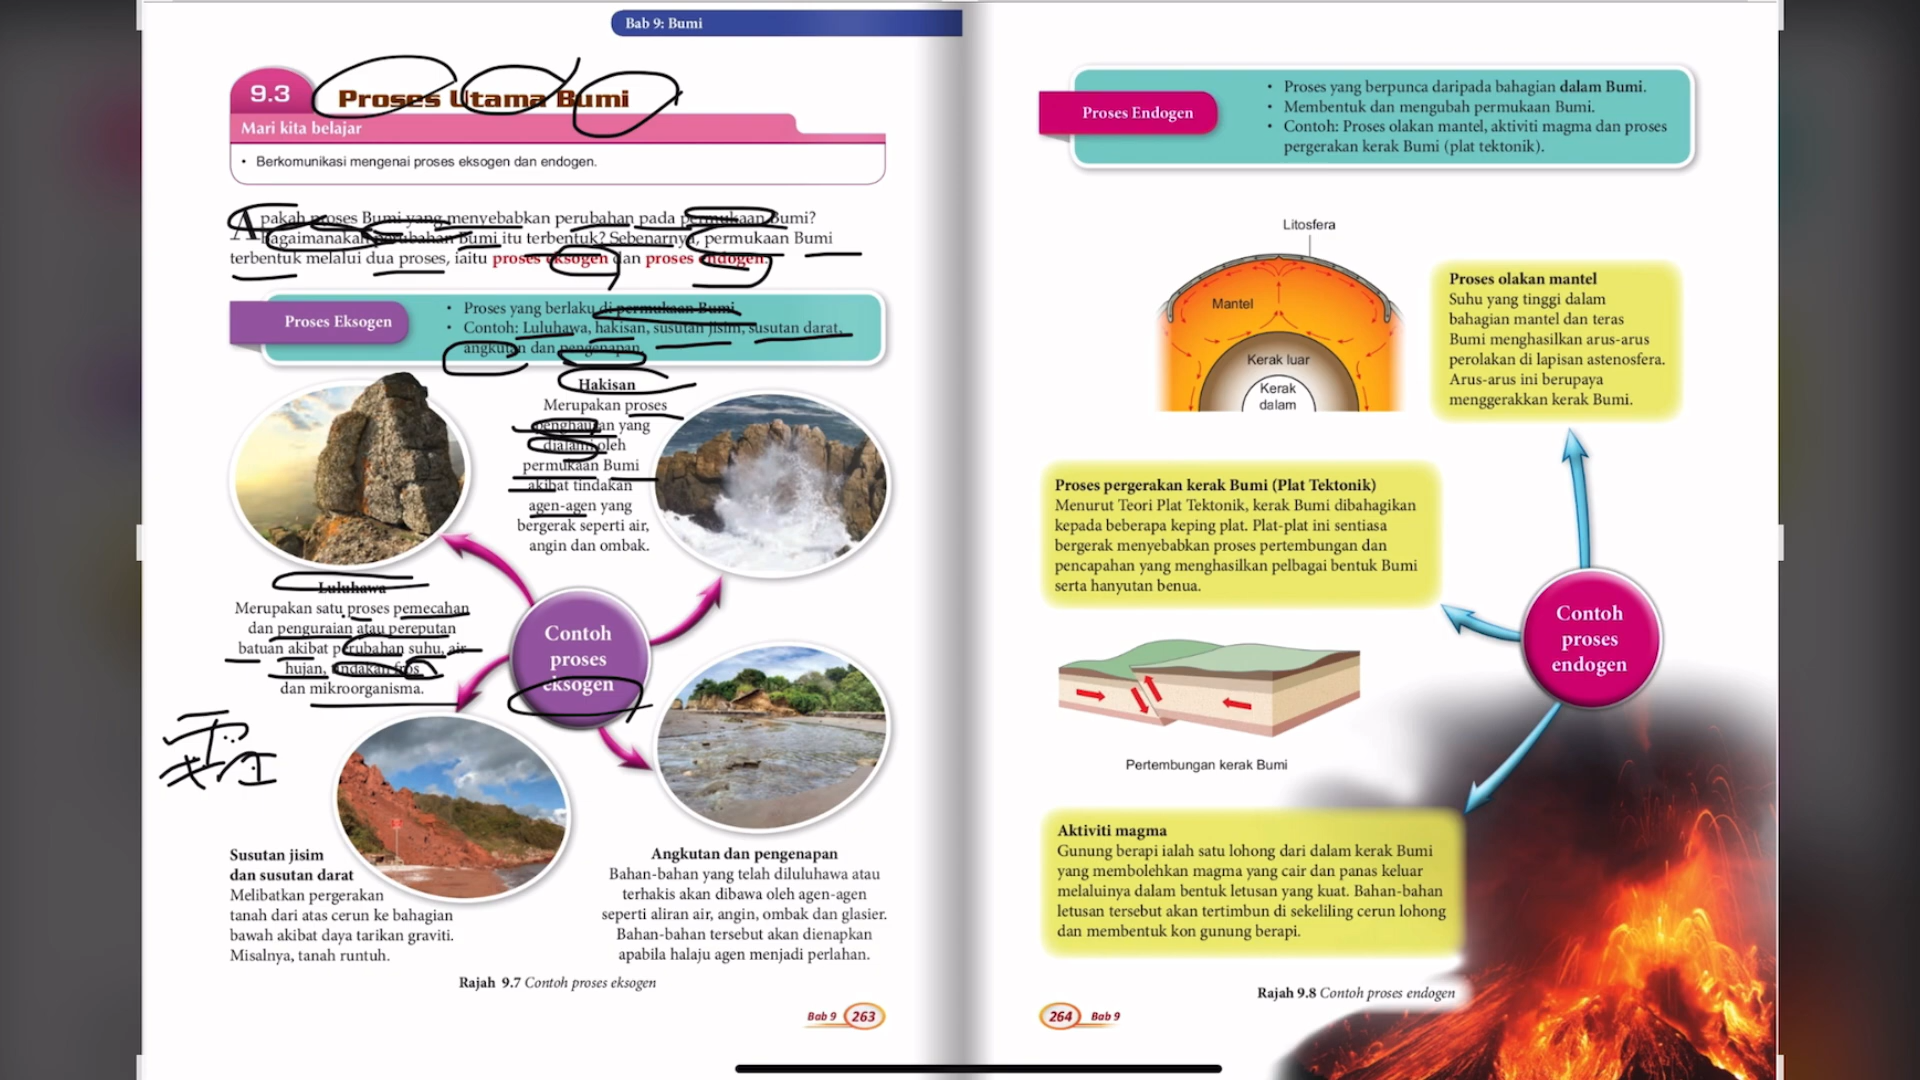 Bab 9: Bumi
9.3
Proses Utama Bumi
Mari kita belajar
• Berkomunikasi mengenai proses eksogen dan endogen.
Apakah proses Bumi yang menyebabkan perubahan pada permukaan Bumi?
Bagaimanakah perubahan Bumi itu terbentuk? Sebenarnya, permukaan Bumi
terbentuk melalui dua proses, iaitu proses eksogen dan proses endogen.
Proses Eksogen
• Proses yang berlaku di permukaan Bumi.
• Contoh: Luluhawa, hakisan, susutan jisim, susutan darat,
angkutan dan pengenapan.
Hakisan
Merupakan proses
penghausan yang
dialami oleh
permukaan Bumi
akibat tindakan
agen-agen yang
bergerak seperti air,
angin dan ombak.
Luluhawa
Merupakan satu proses pemecahan
dan penguraian atau pereputan
batuan akibat perubahan suhu, air
hujan, tindakan fros
dan mikroorganisma.
Contoh
proses
eksogen
Susutan jisim
dan susutan darat
Melibatkan pergerakan
tanah dari atas cerun ke bahagian
bawah akibat daya tarikan graviti.
Misalnya, tanah runtuh.
Angkutan dan pengenapan
Bahan-bahan yang telah diluluhawa atau
terhakis akan dibawa oleh agen-agen
seperti aliran air, angin, ombak dan glasier.
Bahan-bahan tersebut akan dienapkan
apabila halaju agen menjadi perlahan.
Rajah 9.7 Contoh proses eksogen
Bab 9 263
Proses Endogen
• Proses yang berpunca daripada bahagian dalam Bumi.
• Membentuk dan mengubah permukaan Bumi.
• Contoh: Proses olakan mantel, aktiviti magma dan proses
pergerakan kerak Bumi (plat tektonik).
Litosfera
Mantel
Kerak luar
Kerak
dalam
Proses olakan mantel
Suhu yang tinggi dalam
bahagian mantel dan teras
Bumi menghasilkan arus-arus
perolakan di lapisan astenosfera.
Arus-arus ini berupaya
menggerakkan kerak Bumi.
Proses pergerakan kerak Bumi (Plat Tektonik)
Menurut Teori Plat Tektonik, kerak Bumi dibahagikan
kepada beberapa keping plat. Plat-plat ini sentiasa
bergerak menyebabkan proses pertembungan dan
pencapahan yang menghasilkan pelbagai bentuk Bumi
serta hanyutan benua.
Contoh
proses
endogen
Pertembungan kerak Bumi
Aktiviti magma
Gunung berapi ialah satu lohong dari dalam kerak Bumi
yang membolehkan magma yang cair dan panas keluar
melaluinya dalam bentuk letusan yang kuat. Bahan-bahan
letusan tersebut akan tertimbun di sekeliling cerun lohong
dan membentuk kon gunung berapi.
Rajah 9.8 Contoh proses endogen
264 Bab 9